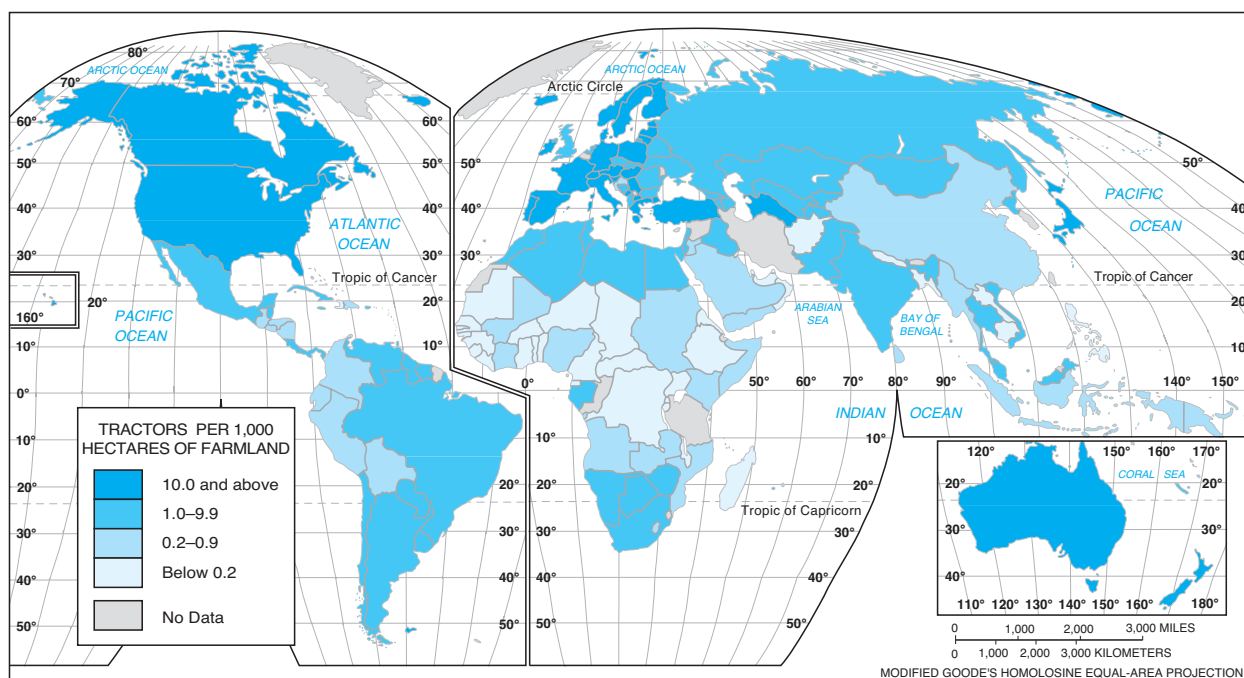 80°
ARCTIC OCEAN
70°
60°
50°
40°
30°
ATLANTIC
OCEAN
Tropic of Cancer
20°
160°
PACIFIC
OCEAN
10°
0°
10°
20°
30°
40°
50°
10°
20°
30°
40°
50°
TRACTORS PER 1,000
HECTARES OF FARMLAND
10.0 and above
1.0–9.9
0.2–0.9
Below 0.2
No Data
ARCTIC OCEAN
Arctic Circle
60°
50°
40°
30°
20°
10°
0°
50°
PACIFIC
OCEAN
40°
30°
Tropic of Cancer
20°
10°
ARABIAN
SEA
BAY OF
BENGAL
50°
60°
70°
80°
90°
140°
150°
INDIAN
OCEAN
10°
10°
20°
20°
Tropic of Capricorn
30°
30°
40°
40°
50°
50°
120°
150°
160°
170°
CORAL SEA
20°
30°
40°
110°
130°
140°
150°
160°
180°
0
1,000
2,000
3,000 MILES
0
1,000
2,000
3,000 KILOMETERS
MODIFIED GOODE'S HOMOLOSINE EQUAL-AREA PROJECTION